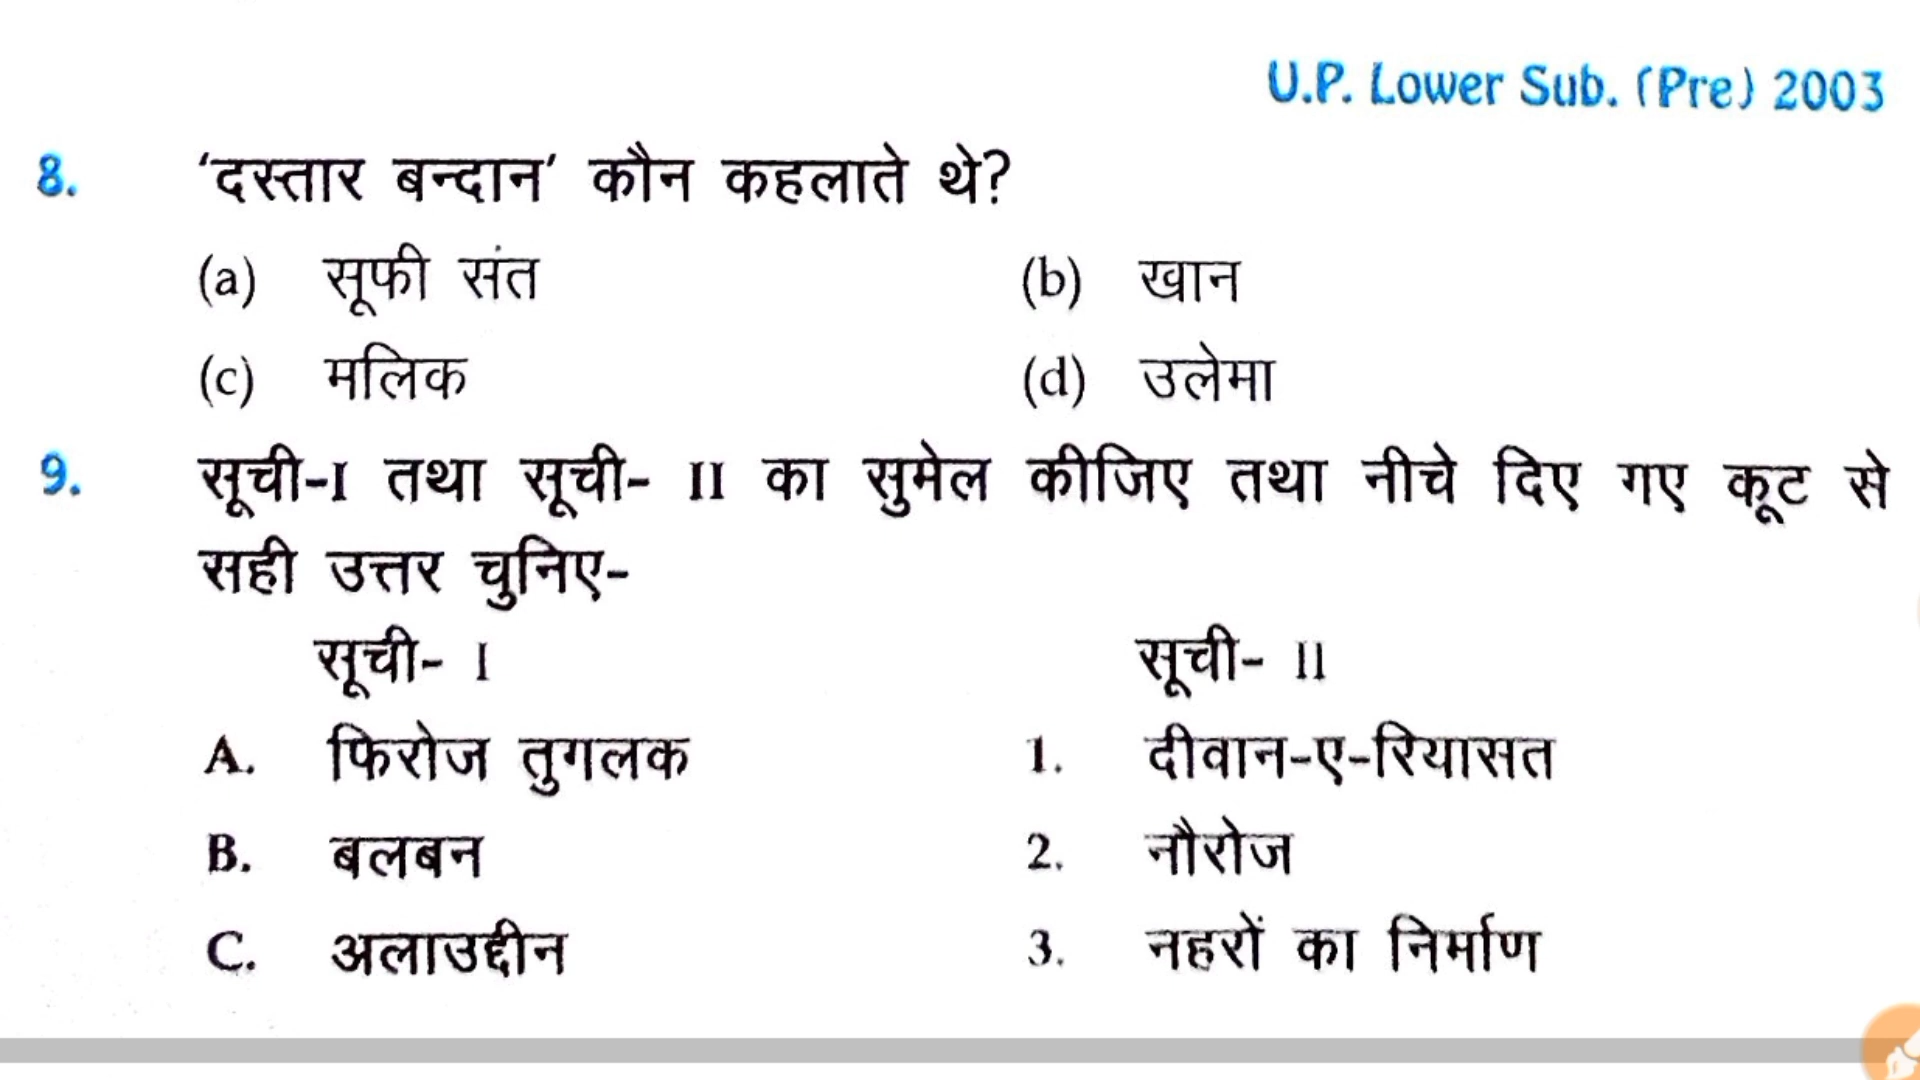 U.P. Lower Sub. (Pre) 2003
8. ‘दस्तार बन्दान’ कौन कहलाते थे?
(a) सूफी संत (b) खान
(c) मलिक (d) उलेमा
9. सूची-I तथा सूची- II का सुमेल कीजिए तथा नीचे दिए गए कूट से
सही उत्तर चुनिए-
सूची- I सूची- II
A. फिरोज तुगलक 1. दीवान-ए-रियासत
B. बलबन 2. नौरोज
C. अलाउद्दीन 3. नहरों का निर्माण